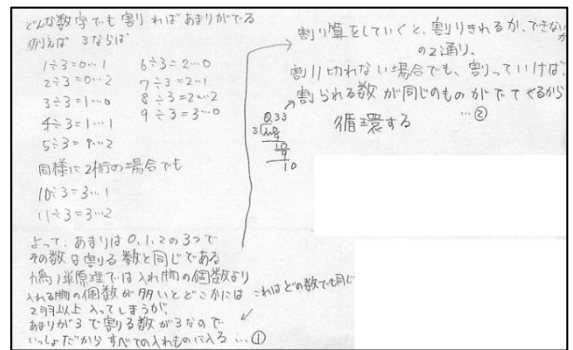 どんな数字でも割ればあまりがでる
例えば 3ならば
1÷3=0…1 6÷3=2…0
2÷3=0…2 7÷3=2…1
3÷3=1…0 8÷3=2…2
4÷3=1…1 9÷3=3…0
5÷3=1…2
同様に2桁の場合でも
10÷3=3…1
11÷3=3…2
よって、あまりは0,1,2の3つで
その数は割る数と同じである
鳩ノ巣原理では入れ物の個数より
入れる物の個数が多いとどこかには
2羽以上入ってしまうが、
あまりが3で割る数が3なので
いっしょだからすべての入れものに入る …①
これはどの数でも同じ
割り算をしていくと、割りきれるか、できないか
の2通り。
割り切れない場合でも、割っていけば、
割られる数が同じのものがでてくるから
循環する …②
0.33
3 10
9
10
9
10